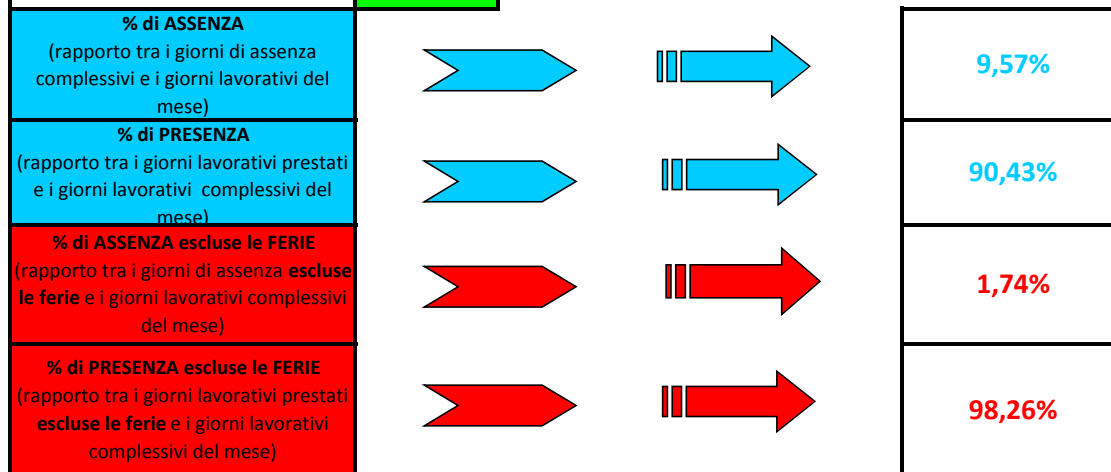 % di ASSENZA
(rapporto tra i giorni di assenza
complessivi e i giorni lavorativi del
mese)
9,57%
% di PRESENZA
(rapporto tra i giorni lavorativi prestati
e i giorni lavorativi complessivi del
mese)
90,43%
% di ASSENZA escluse le FERIE
(rapporto tra i giorni di assenza escluse
le ferie e i giorni lavorativi complessivi
del mese)
1,74%
% di PRESENZA escluse le FERIE
(rapporto tra i giorni lavorativi prestati
escluse le ferie e i giorni lavorativi
complessivi del mese)
98,26%